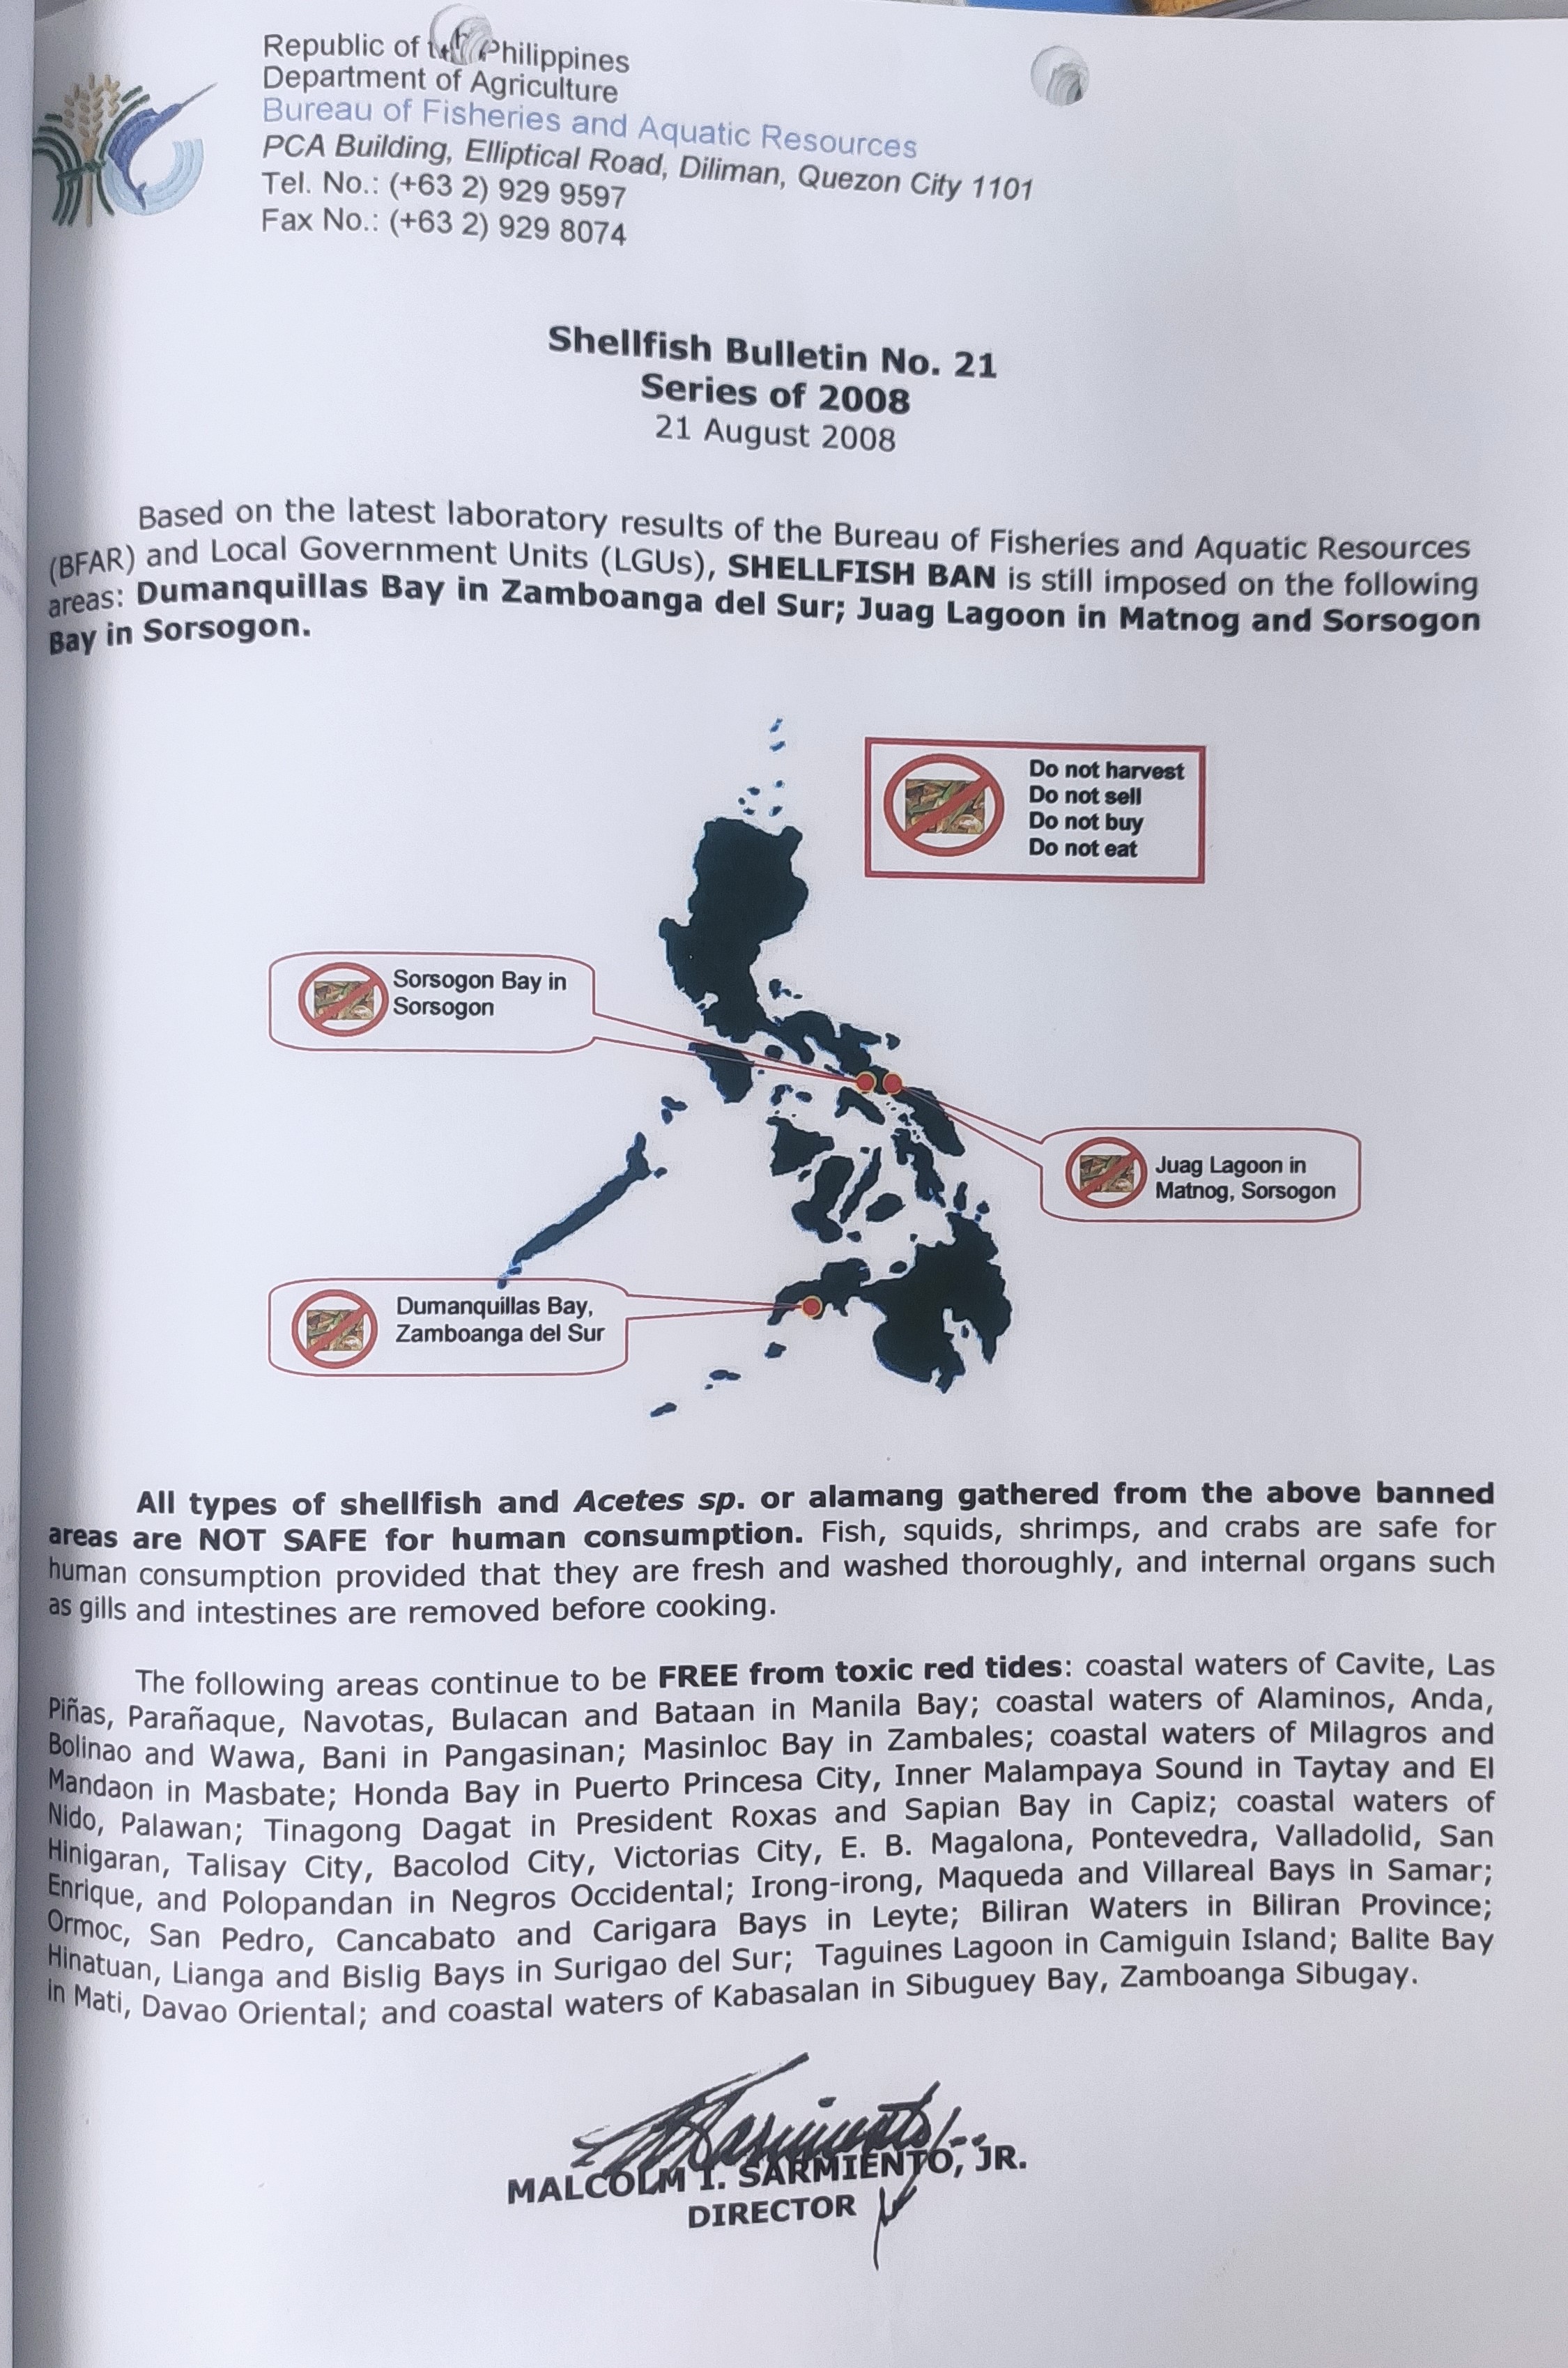 Republic of the Philippines
Department of Agriculture
Bureau of Fisheries and Aquatic Resources
PCA Building, Elliptical Road, Diliman, Quezon City 1101
Tel. No.: (+63 2) 929 9597
Fax No.: (+63 2) 929 8074
Shellfish Bulletin No. 21
Series of 2008
21 August 2008
Based on the latest laboratory results of the Bureau of Fisheries and Aquatic Resources
(BFAR) and Local Government Units (LGUs), SHELLFISH BAN is still imposed on the following
areas: Dumanquillas Bay in Zamboanga del Sur; Juag Lagoon in Matnog and Sorsogon
Bay in Sorsogon.
Do not harvest
Do not sell
Do not buy
Do not eat
Sorsogon Bay in
Sorsogon
Juag Lagoon in
Matnog, Sorsogon
Dumanquillas Bay,
Zamboanga del Sur
All types of shellfish and Acetes sp. or alamang gathered from the above banned
areas are NOT SAFE for human consumption. Fish, squids, shrimps, and crabs are safe for
human consumption provided that they are fresh and washed thoroughly, and internal organs such
as gills and intestines are removed before cooking.
The following areas continue to be FREE from toxic red tides: coastal waters of Cavite, Las
Piñas, Parañaque, Navotas, Bulacan and Bataan in Manila Bay; coastal waters of Alaminos, Anda,
Bolinao and Wawa, Bani in Pangasinan; Masinloc Bay in Zambales; coastal waters of Milagros and
Mandaon in Masbate; Honda Bay in Puerto Princesa City, Inner Malampaya Sound in Taytay and El
Nido, Palawan; Tinagong Dagat in President Roxas and Sapian Bay in Capiz; coastal waters of
Hinigaran, Talisay City, Bacolod City, Victorias City, E. B. Magalona, Pontevedra, Valladolid, San
Enrique, and Polopandan in Negros Occidental; Irong-irong, Maqueda and Villareal Bays in Samar;
Ormoc, San Pedro, Cancabato and Carigara Bays in Leyte; Biliran Waters in Biliran Province;
Hinatuan, Lianga and Bislig Bays in Surigao del Sur; Taguines Lagoon in Camiguin Island; Balite Bay
in Mati, Davao Oriental; and coastal waters of Kabasalan in Sibuguey Bay, Zamboanga Sibugay.
MALCOLM I. SARMIENTO, JR.
DIRECTOR